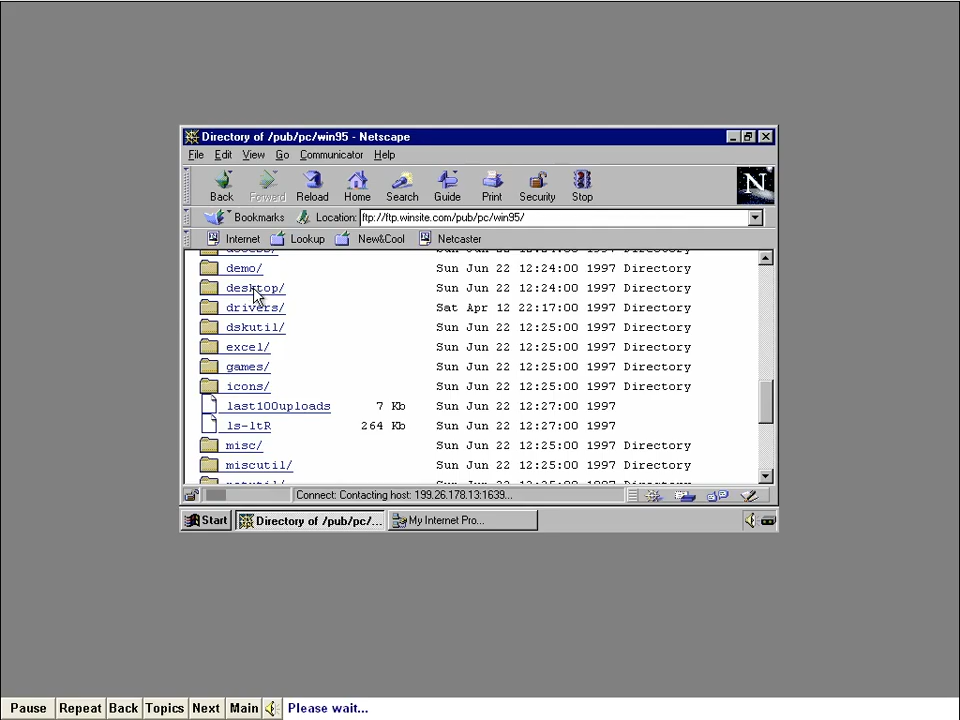 Directory of /pub/pc/win95 - Netscape
File Edit View Go Communicator Help
Back Forward Reload Home Search Guide Print Security Stop
N
Bookmarks Location: ftp://ftp.winsite.com/pub/pc/win95/
Internet Lookup New&Cool Netcaster
demo/ Sun Jun 22 12:24:00 1997 Directory
desktop/ Sun Jun 22 12:24:00 1997 Directory
drivers/ Sat Apr 12 22:17:00 1997 Directory
dskutil/ Sun Jun 22 12:25:00 1997 Directory
excel/ Sun Jun 22 12:25:00 1997 Directory
games/ Sun Jun 22 12:25:00 1997 Directory
icons/ Sun Jun 22 12:25:00 1997 Directory
last100uploads 7 Kb Sun Jun 22 12:27:00 1997
ls-ltR 264 Kb Sun Jun 22 12:27:00 1997
misc/ Sun Jun 22 12:25:00 1997 Directory
miscutil/ Sun Jun 22 12:25:00 1997 Directory
Connect: Contacting host: 199.26.178.13:1639...
Start Directory of /pub/pc/... My Internet Pro...
Pause Repeat Back Topics Next Main Please wait...